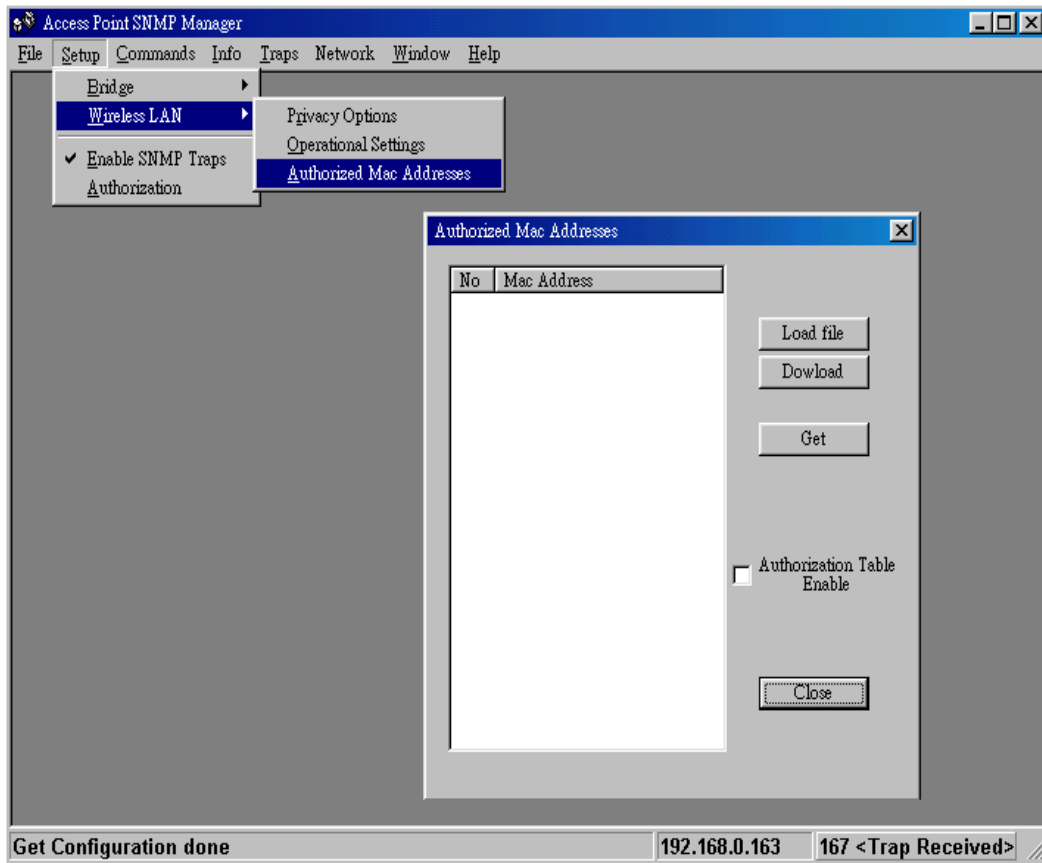 Access Point SNMP Manager
File Setup Commands Info Traps Network Window Help
Bridge
Wireless LAN
Enable SNMP Traps
Authorization
Privacy Options
Operational Settings
Authorized Mac Addresses
Authorized Mac Addresses
No Mac Address
Load file
Dowload
Get
Authorization Table
Enable
Close
Get Configuration done 192.168.0.163 167 <Trap Received>